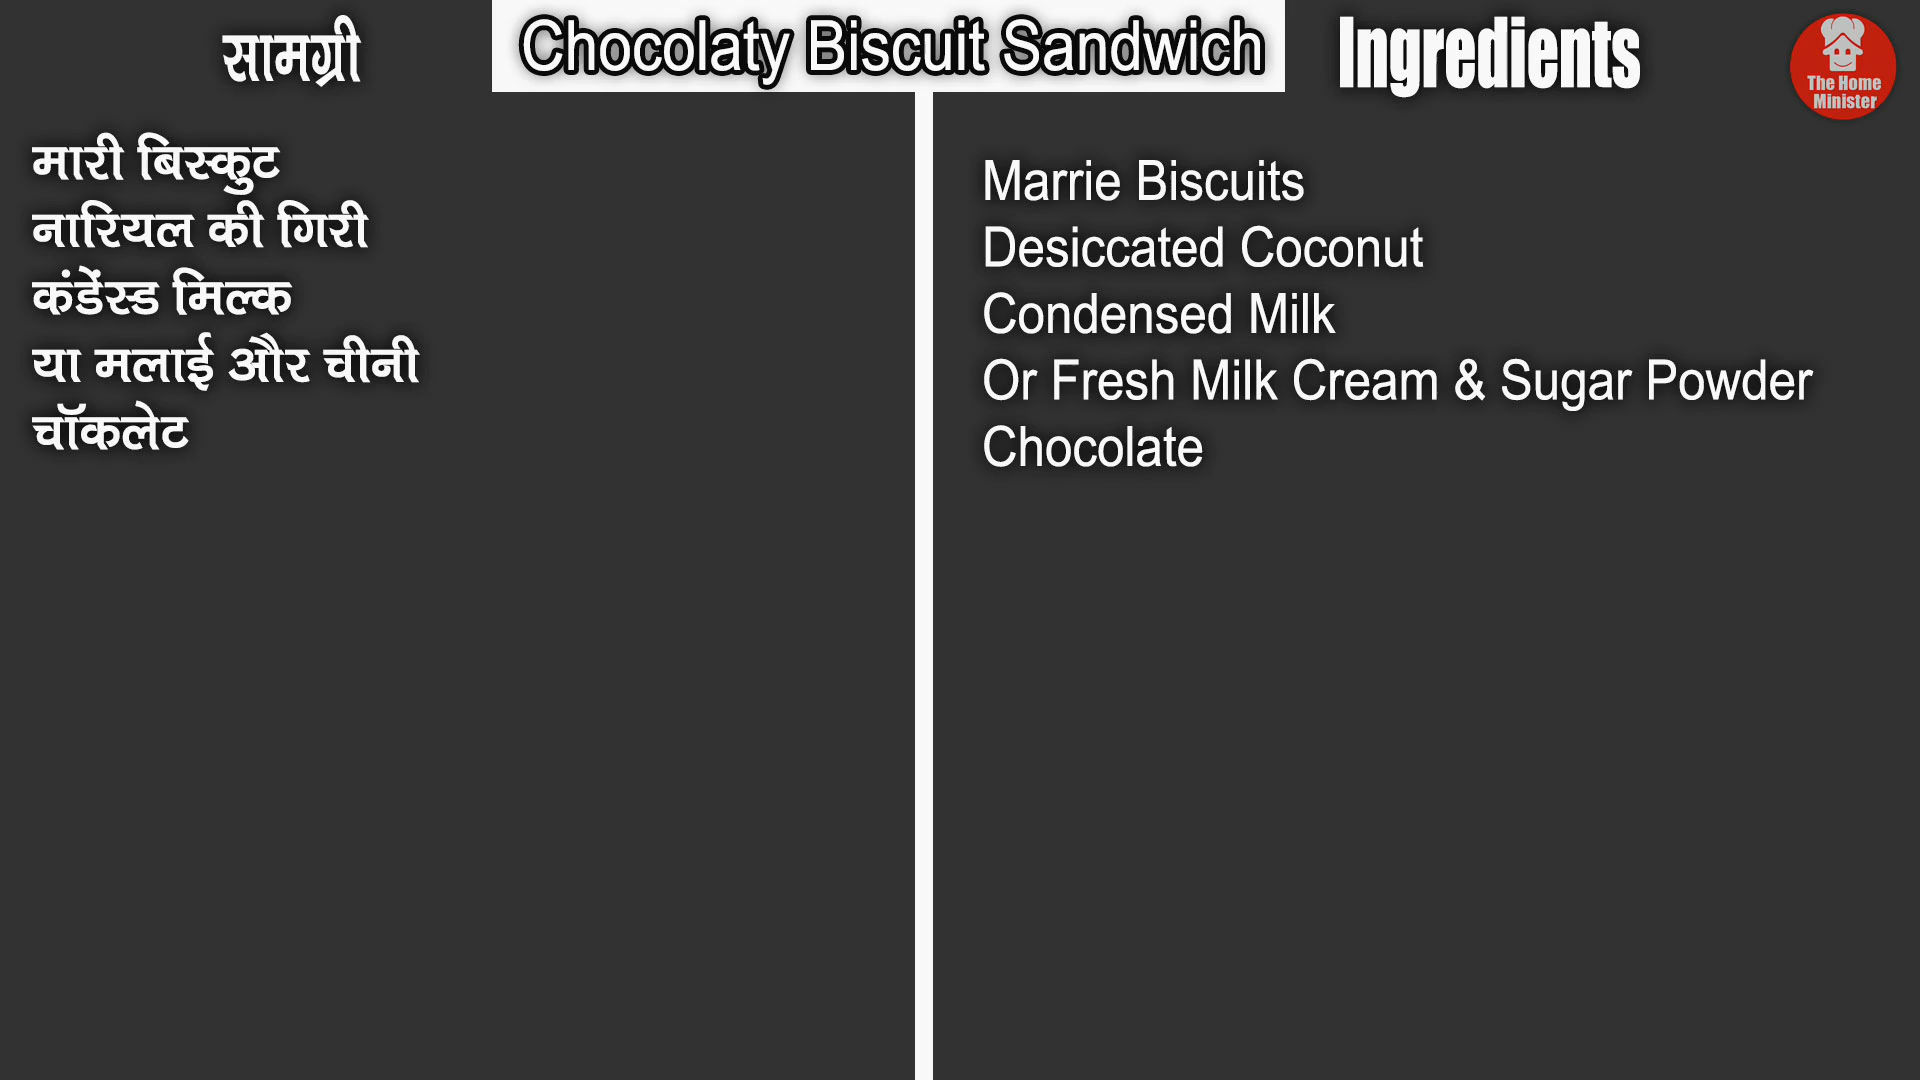 सामग्री
Chocolaty Biscuit Sandwich
Ingredients
The Home
Minister
मारी बिस्कुट
नारियल की गिरी
कंडेंस्ड मिल्क
या मलाई और चीनी
चॉकलेट
Marrie Biscuits
Desiccated Coconut
Condensed Milk
Or Fresh Milk Cream & Sugar Powder
Chocolate